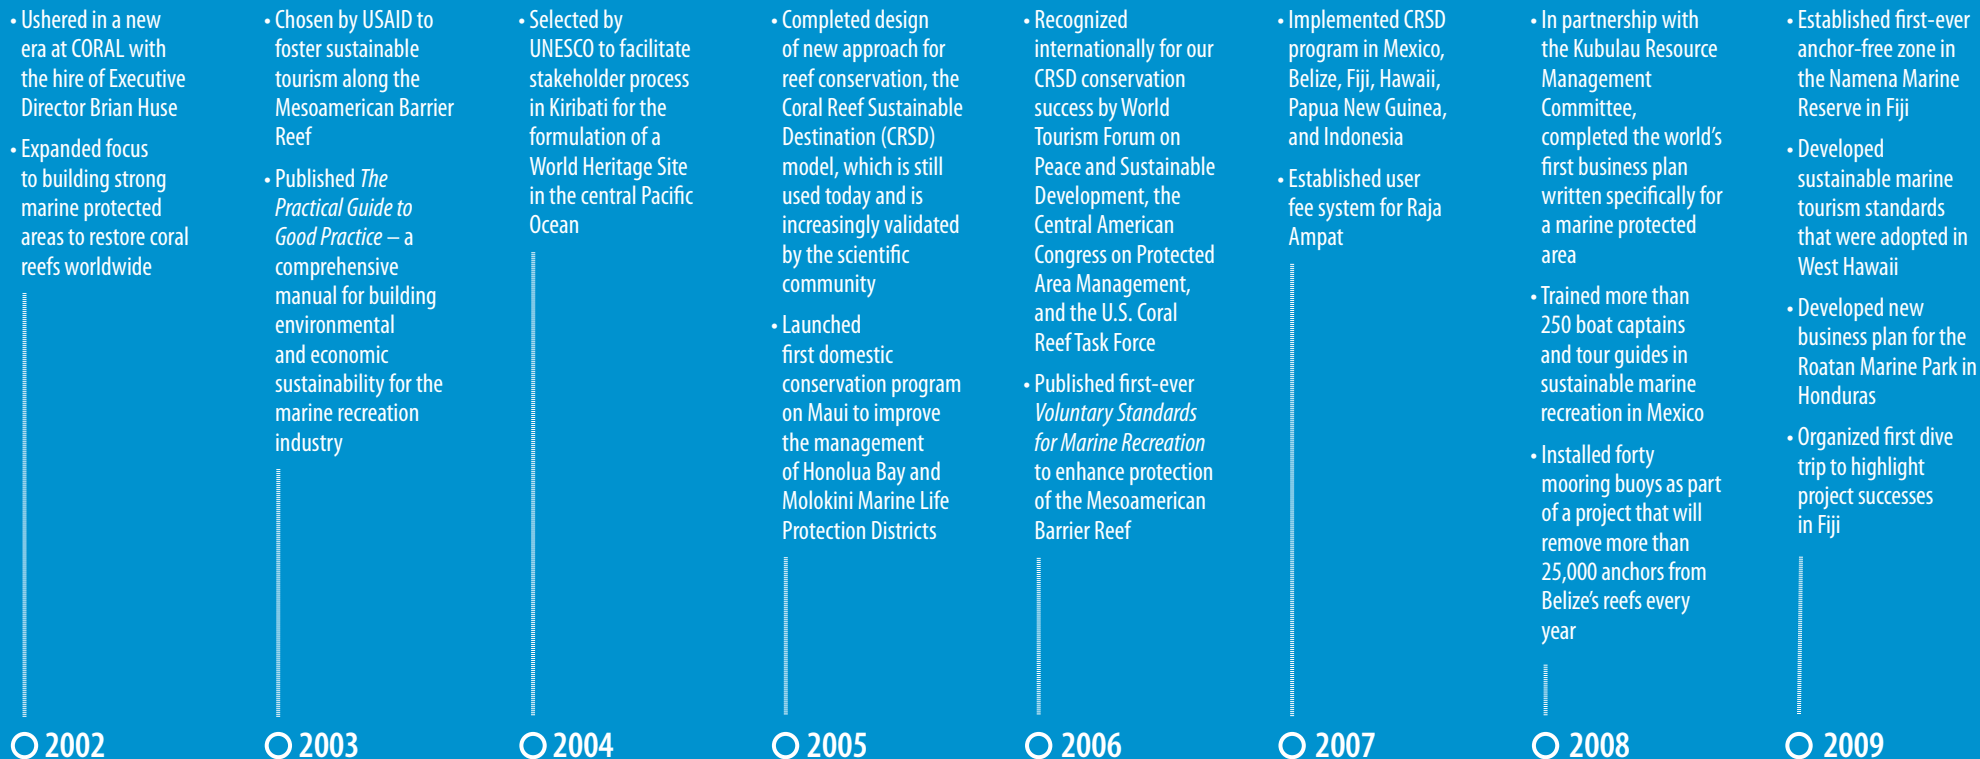 • Ushered in a new
era at CORAL with
the hire of Executive
Director Brian Huse
• Expanded focus
to building strong
marine protected
areas to restore coral
reefs worldwide
2002
• Chosen by USAID to
foster sustainable
tourism along the
Mesoamerican Barrier
Reef
• Published The
Practical Guide to
Good Practice – a
comprehensive
manual for building
environmental
and economic
sustainability for the
marine recreation
industry
2003
• Selected by
UNESCO to facilitate
stakeholder process
in Kiribati for the
formulation of a
World Heritage Site
in the central Pacific
Ocean
2004
• Completed design
of new approach for
reef conservation, the
Coral Reef Sustainable
Destination (CRSD)
model, which is still
used today and is
increasingly validated
by the scientific
community
• Launched
first domestic
conservation program
on Maui to improve
the management
of Honolua Bay and
Molokini Marine Life
Protection Districts
2005
• Recognized
internationally for our
CRSD conservation
success by World
Tourism Forum on
Peace and Sustainable
Development, the
Central American
Congress on Protected
Area Management,
and the U.S. Coral
Reef Task Force
• Published first-ever
Voluntary Standards
for Marine Recreation
to enhance protection
of the Mesoamerican
Barrier Reef
2006
• Implemented CRSD
program in Mexico,
Belize, Fiji, Hawaii,
Papua New Guinea,
and Indonesia
• Established user
fee system for Raja
Ampat
2007
• In partnership with
the Kubulau Resource
Management
Committee,
completed the world's
first business plan
written specifically for
a marine protected
area
• Trained more than
250 boat captains
and tour guides in
sustainable marine
recreation in Mexico
• Installed forty
mooring buoys as part
of a project that will
remove more than
25,000 anchors from
Belize's reefs every
year
2008
• Established first-ever
anchor-free zone in
the Namena Marine
Reserve in Fiji
• Developed
sustainable marine
tourism standards
that were adopted in
West Hawaii
• Developed new
business plan for the
Roatan Marine Park in
Honduras
• Organized first dive
trip to highlight
project successes
in Fiji
2009